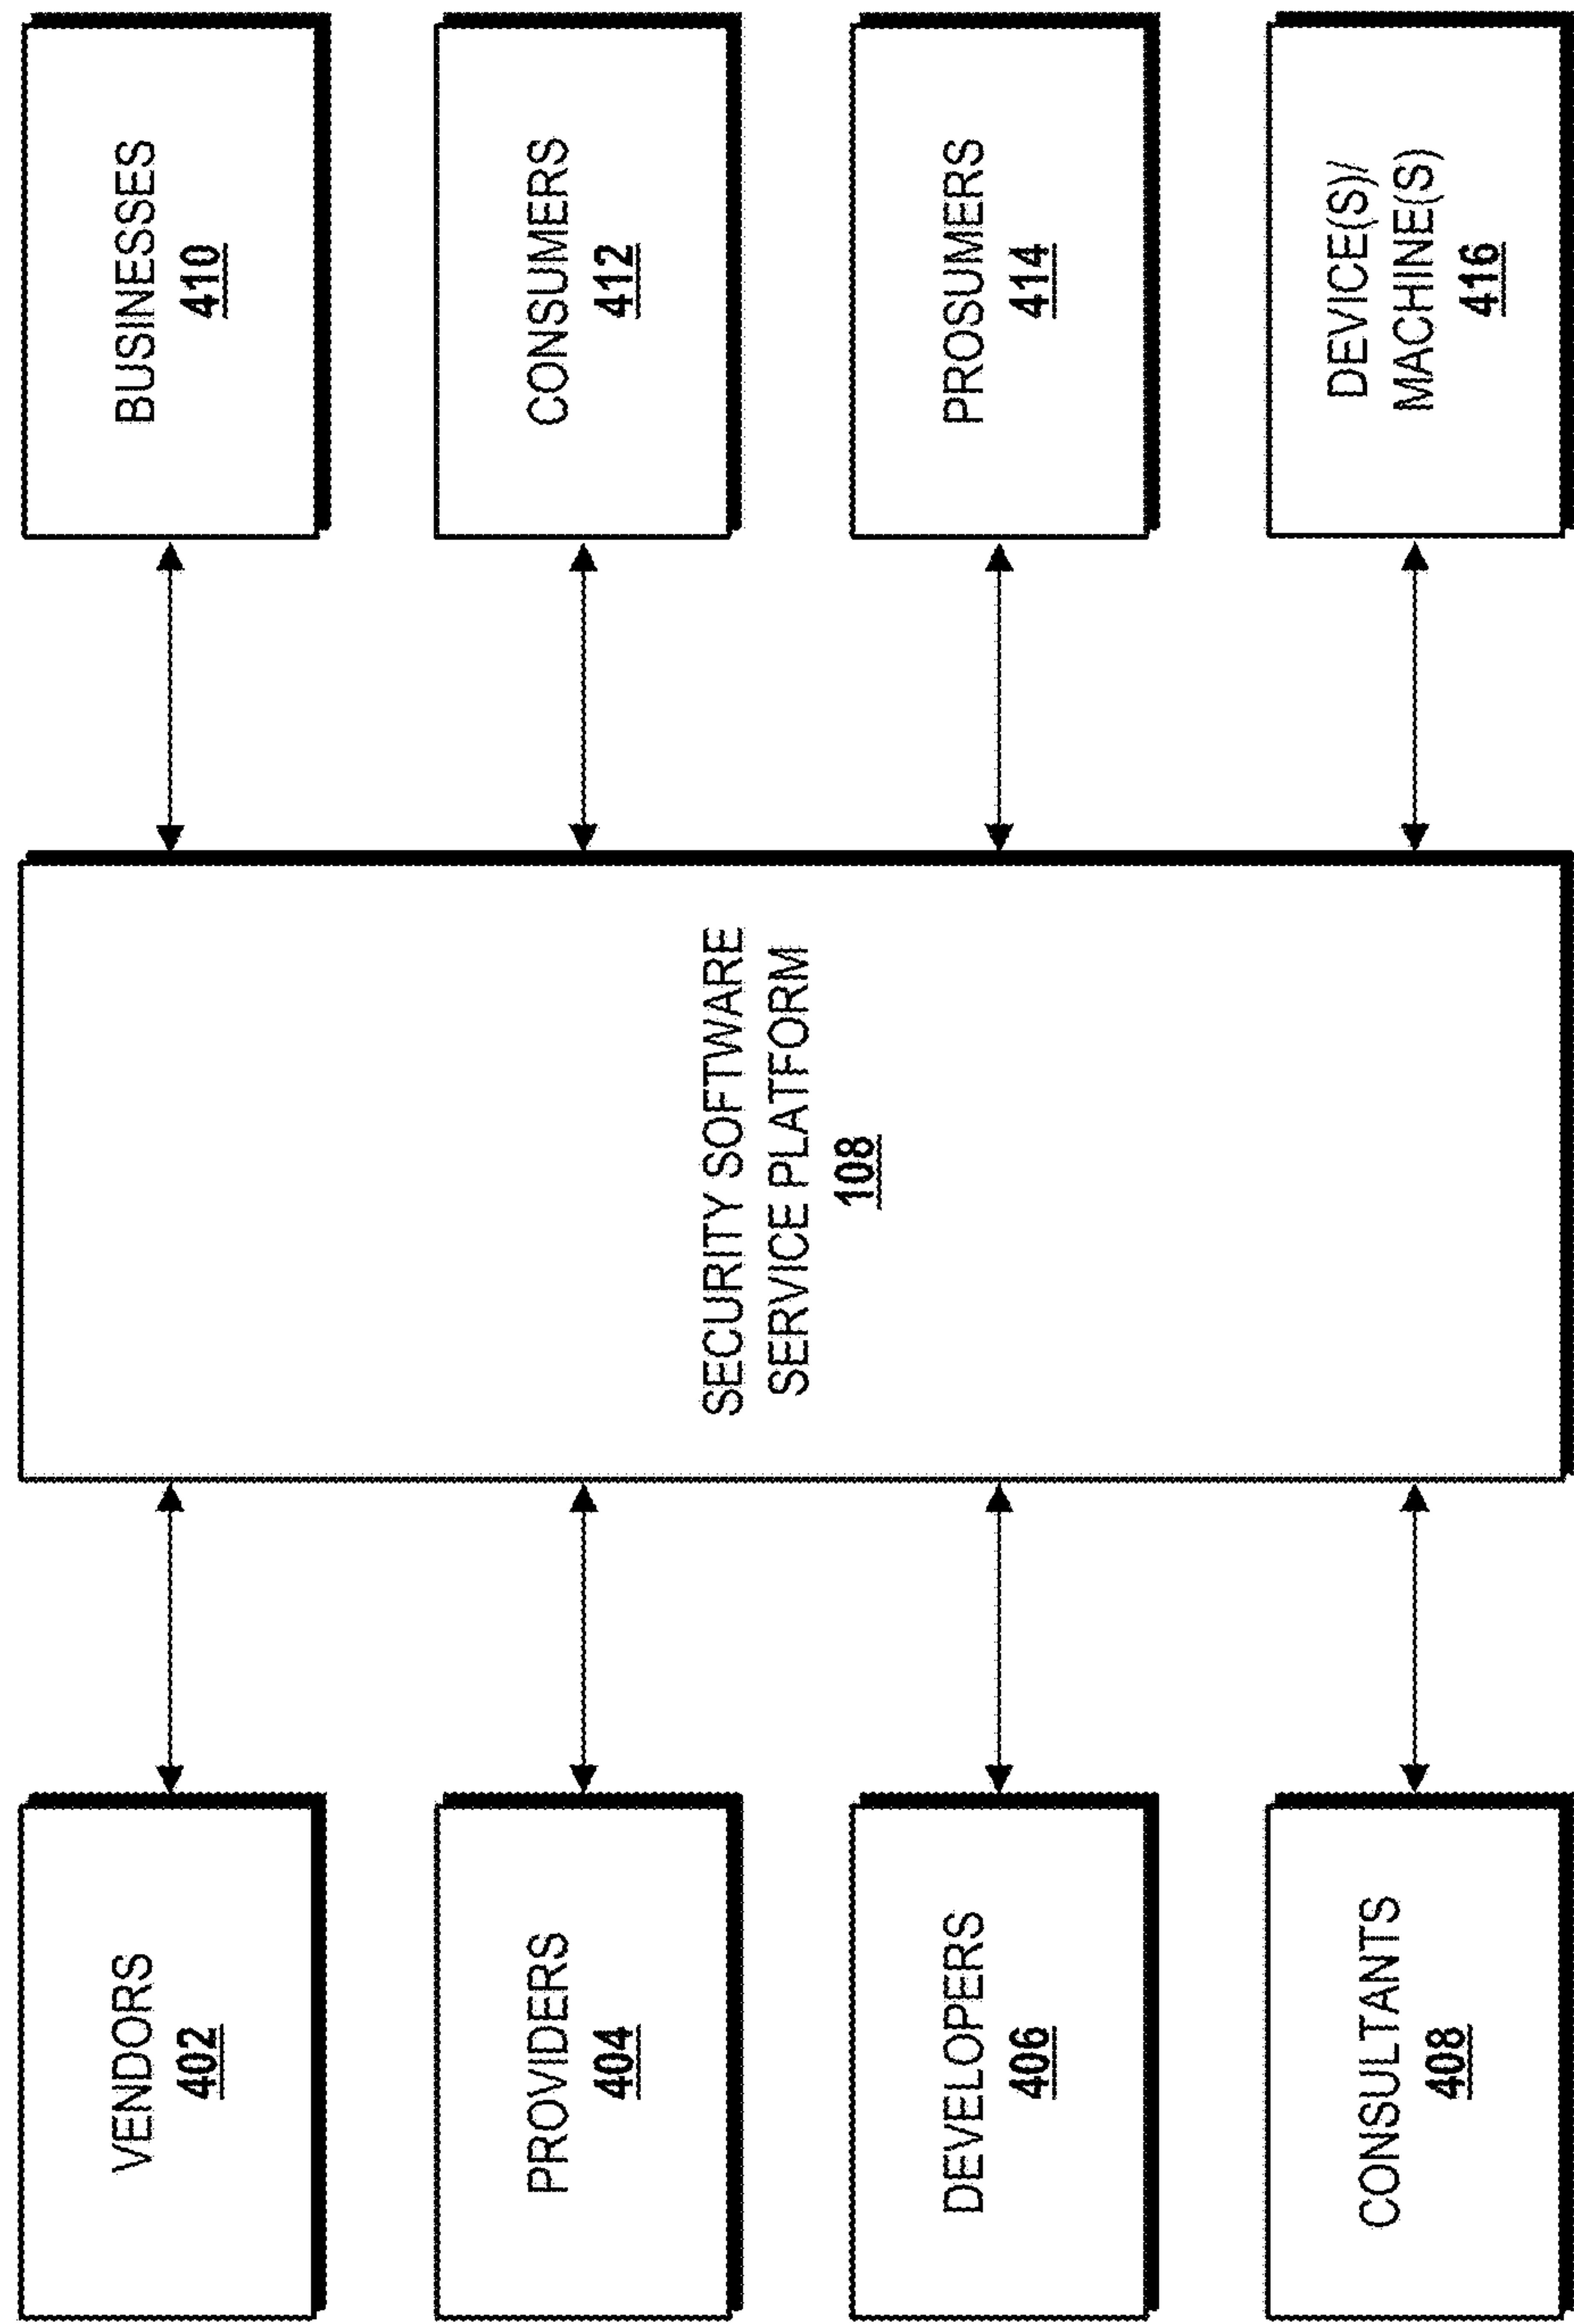 VENDORS
402
PROVIDERS
404
DEVELOPERS
406
CONSULTANTS
408
SECURITY SOFTWARE
SERVICE PLATFORM
108
BUSINESSES
410
CONSUMERS
412
PROSUMERS
414
DEVICE(S)/
MACHINE(S)
416